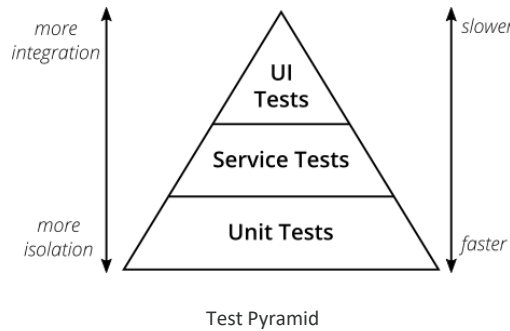 more
integration
slower
UI
Tests
Service Tests
more
isolation
Unit Tests
faster
Test Pyramid